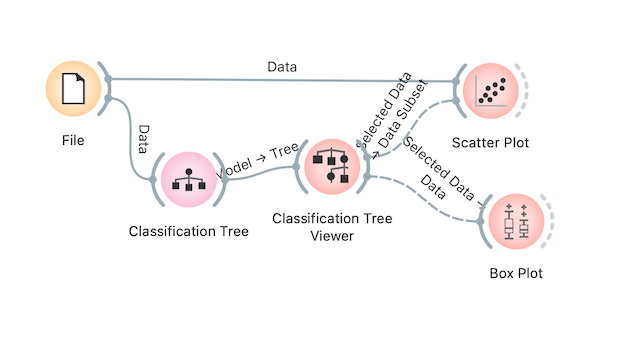 Data
File
Data
Classification Tree
Model → Tree
Classification Tree
Viewer
Selected Data
→ Data Subset
Scatter Plot
Selected Data →
Data
Box Plot